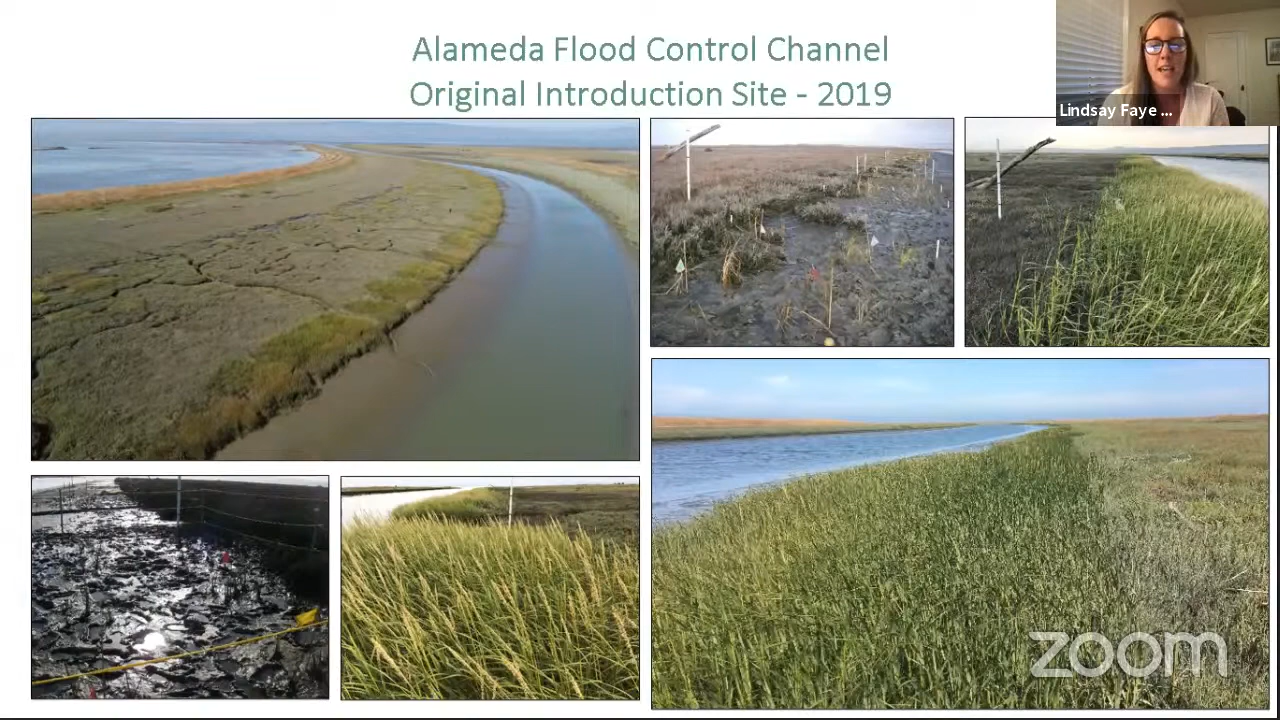 Alameda Flood Control Channel
Original Introduction Site - 2019
Lindsay Faye ...
zoom